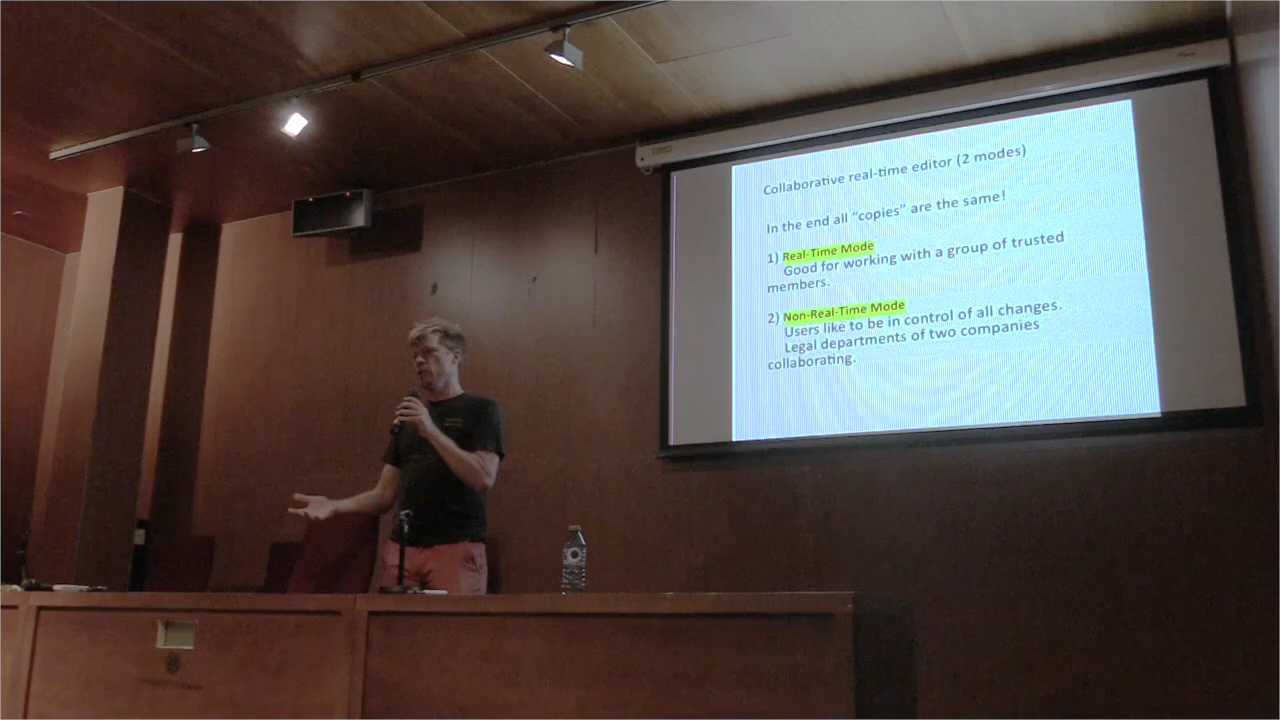 Collaborative real-time editor (2 modes)
In the end all “copies” are the same!
1) Real-Time Mode
Good for working with a group of trusted
members.
2) Non-Real-Time Mode
Users like to be in control of all changes.
Legal departments of two companies
collaborating.